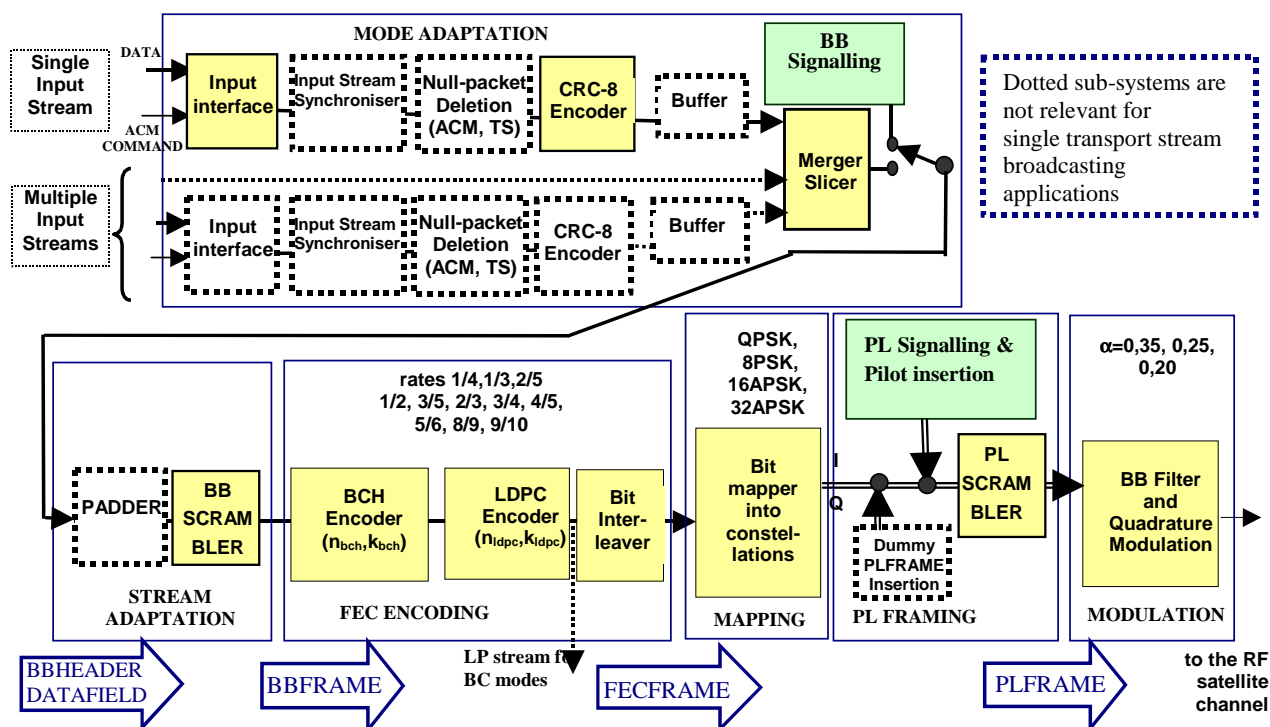 MODE ADAPTATION
BB
Signalling
Single
Input
Stream
DATA
ACM
COMMAND
Input
interface
Input Stream
Synchroniser
Null-packet
Deletion
(ACM, TS)
CRC-8
Encoder
Buffer
Merger
Slicer
Dotted sub-systems are
not relevant for
single transport stream
broadcasting
applications
Multiple
Input
Streams
Input
interface
Input Stream
Synchroniser
Null-packet
Deletion
(ACM, TS)
CRC-8
Encoder
Buffer
PADDER
BB
SCRAM
BLER
STREAM
ADAPTATION
rates 1/4,1/3,2/5
1/2, 3/5, 2/3, 3/4, 4/5,
5/6, 8/9, 9/10
BCH
Encoder
(nbch,kbch)
LDPC
Encoder
(nldpc,kldpc)
Bit
Inter-
leaver
FEC ENCODING
LP stream fo
BC modes
QPSK,
8PSK,
16APSK,
32APSK
Bit
mapper
into
constel-
lations
MAPPING
I
Q
PL Signalling &
Pilot insertion
Dummy
PLFRAME
Insertion
PL
SCRAM
BLER
PL FRAMING
α=0,35, 0,25,
0,20
BB Filter
and
Quadrature
Modulation
MODULATION
BBHEADER
DATAFIELD
BBFRAME
FECFRAME
PLFRAME
to the RF
satellite
channel